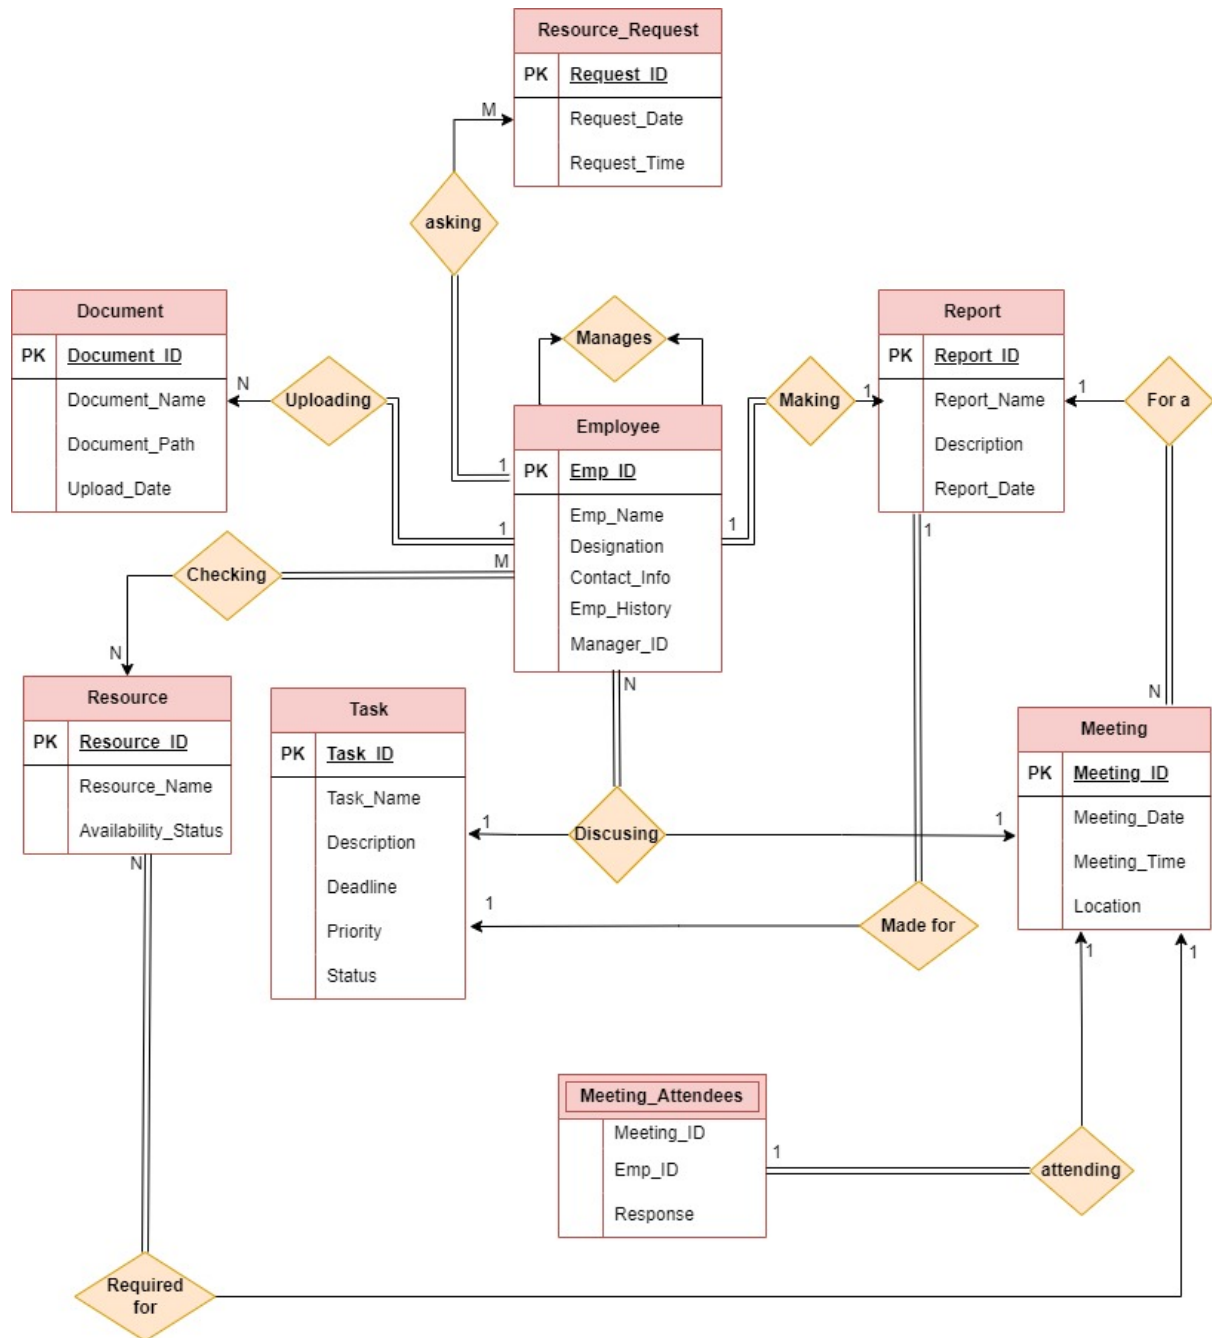 Resource_Request
PK Request_ID
Request_Date
Request_Time
M
asking
Document
PK Document_ID
Document_Name
Document_Path
Upload_Date
N
Uploading
Manages
Making
1
Report
PK Report_ID
Report_Name
Description
Report_Date
1
For a
1
Employee
PK Emp_ID
Emp_Name
Designation
Contact_Info
Emp_History
Manager_ID
1
1
M
1
N
Checking
N
Resource
PK Resource_ID
Resource_Name
Availability_Status
N
Task
PK Task_ID
Task_Name
Description
Deadline
Priority
Status
1
Discusing
1
1
Made for
N
Meeting
PK Meeting_ID
Meeting_Date
Meeting_Time
Location
1
1
Meeting_Attendees
Meeting_ID
Emp_ID
Response
1
attending
Required
for